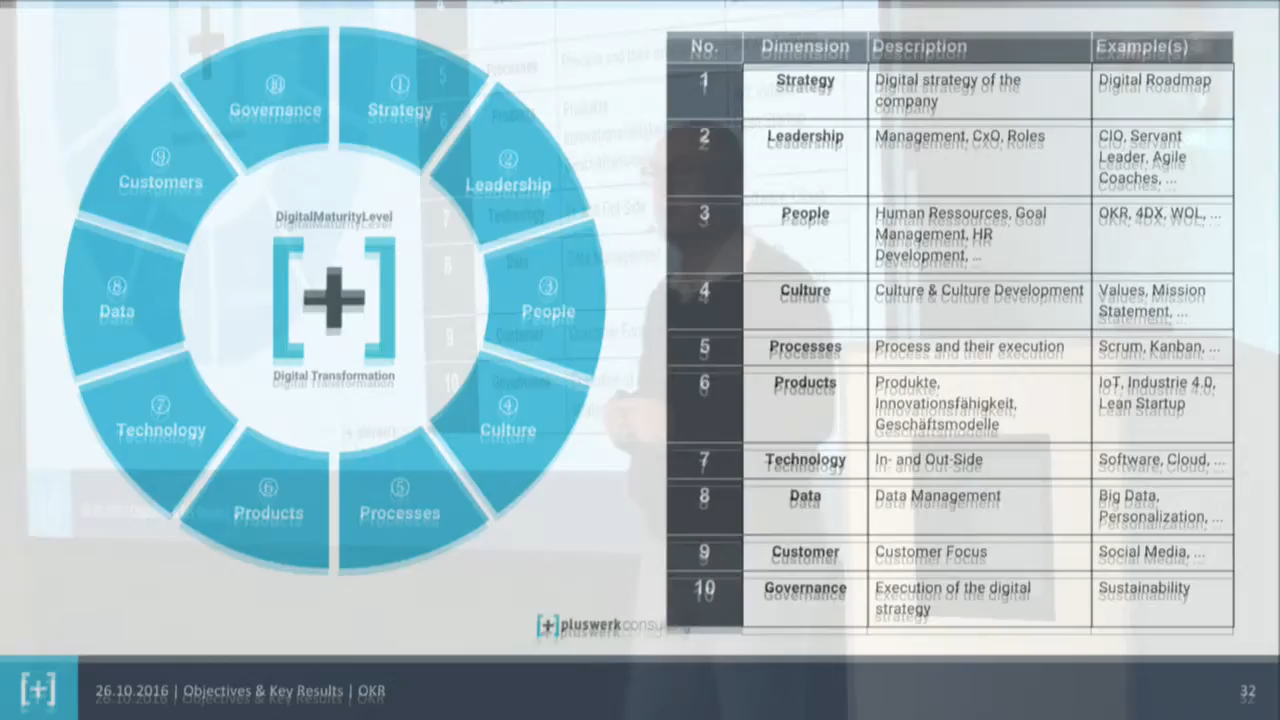 ⑩
Governance
①
Strategy
②
Leadership
③
People
④
Culture
⑤
Processes
⑥
Products
⑦
Technology
⑧
Data
⑨
Customers
DigitalMaturityLevel
[+]
Digital Transformation
No. Dimension Description Example(s)
1 Strategy Digital strategy of the Digital Roadmap
company
2 Leadership Management, CxO, Roles CIO, Servant
Leader, Agile
Coaches, ...
3 People Human Ressources, Goal OKR, 4DX, WOL, ...
Management, HR
Development, ...
4 Culture Culture & Culture Development Values, Mission
Statement, ...
5 Processes Process and their execution Scrum, Kanban, ...
6 Products Produkte, IoT, Industrie 4.0,
Innovationsfähigkeit, Lean Startup
Geschäftsmodelle
7 Technology In- and Out-Side Software, Cloud, ...
8 Data Data Management Big Data,
Personalization, ...
9 Customer Customer Focus Social Media, ...
10 Governance Execution of the digital Sustainability
strategy
[+] pluswerk
[+] 26.10.2016 | Objectives & Key Results | OKR 32